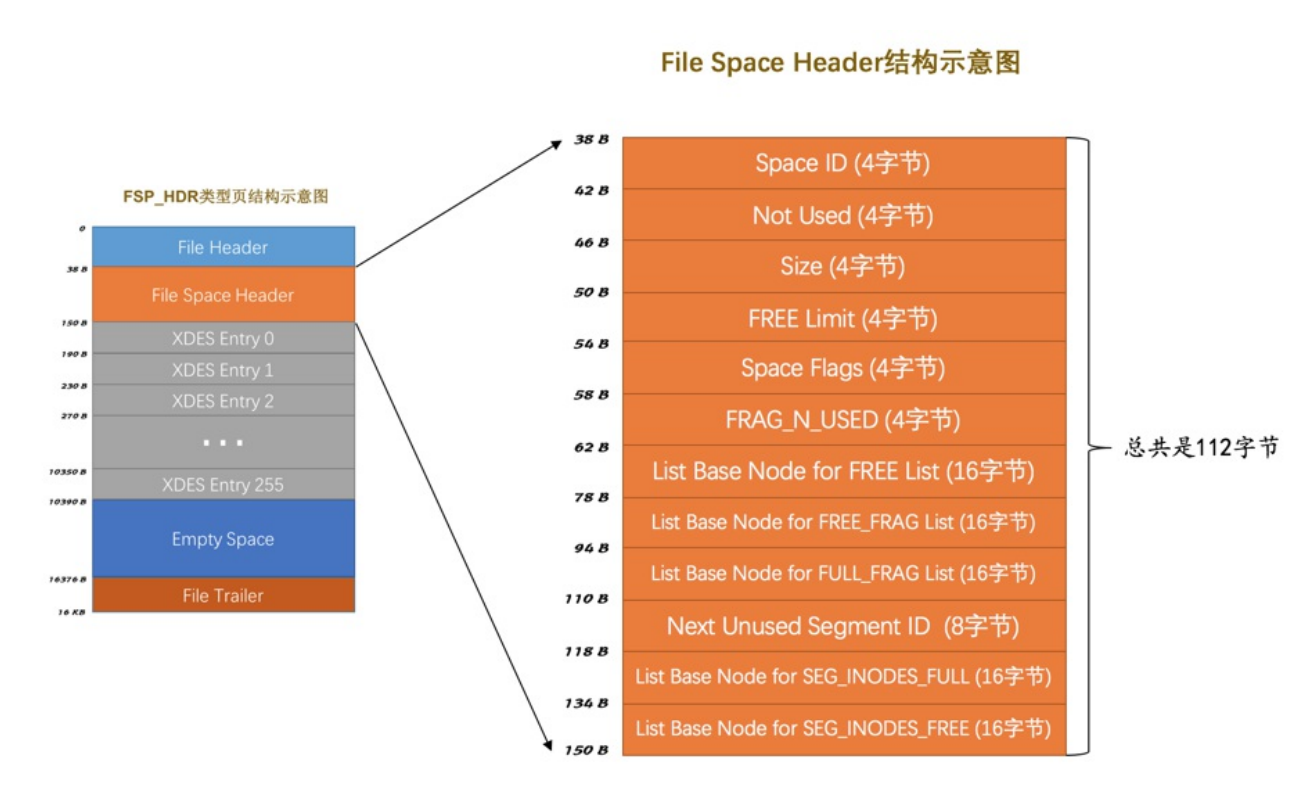 File Space Header结构示意图
FSP_HDR类型页结构示意图
0
File Header
38 B
File Space Header
150 B
XDES Entry 0
190 B
XDES Entry 1
230 B
XDES Entry 2
270 B
...
10350 B
XDES Entry 255
10390 B
Empty Space
16376 B
File Trailer
16 KB
38 B
Space ID (4字节)
42 B
Not Used (4字节)
46 B
Size (4字节)
50 B
FREE Limit (4字节)
54 B
Space Flags (4字节)
58 B
FRAG_N_USED (4字节)
62 B
List Base Node for FREE List (16字节)
78 B
List Base Node for FREE_FRAG List (16字节)
94 B
List Base Node for FULL_FRAG List (16字节)
110 B
Next Unused Segment ID (8字节)
118 B
List Base Node for SEG_INODES_FULL (16字节)
134 B
List Base Node for SEG_INODES_FREE (16字节)
150 B
总共是112字节